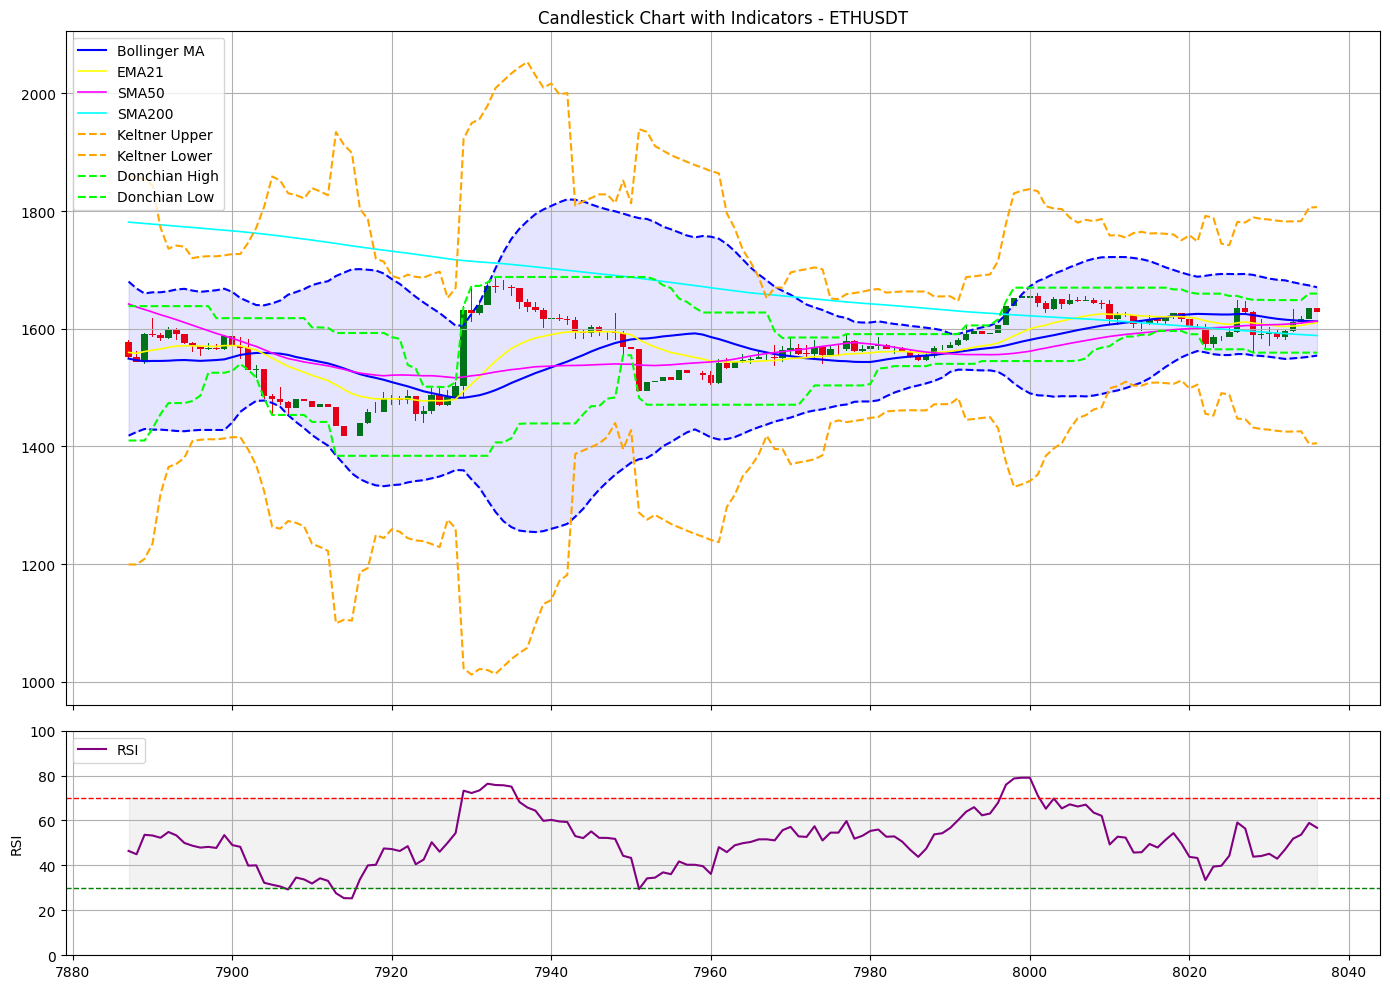 Candlestick Chart with Indicators - ETHUSDT
Bollinger MA
EMA21
SMA50
SMA200
Keltner Upper
Keltner Lower
Donchian High
Donchian Low
2000
1800
1600
1400
1200
1000
RSI
100
80
60
40
20
0
RSI
7880
7900
7920
7940
7960
7980
8000
8020
8040